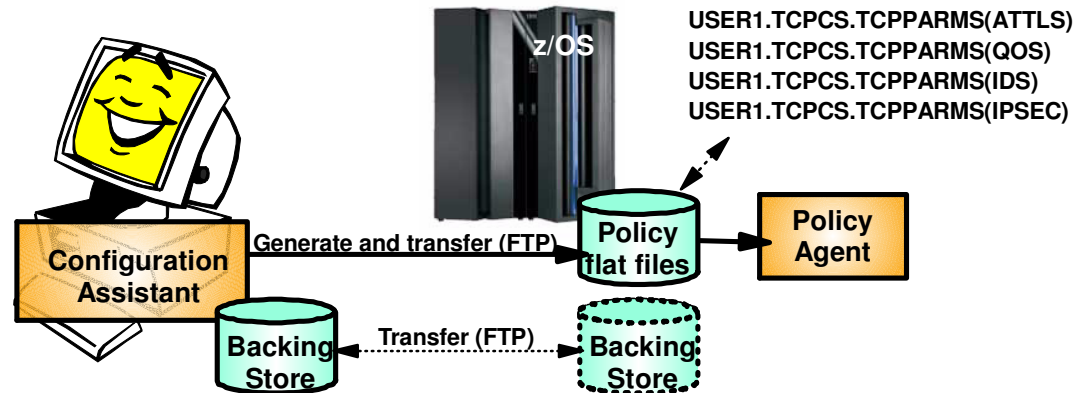 z/OS
USER1.TCPCS.TCPPARMS(ATTLS)
USER1.TCPCS.TCPPARMS(QOS)
USER1.TCPCS.TCPPARMS(IDS)
USER1.TCPCS.TCPPARMS(IPSEC)
Configuration
Assistant
Generate and transfer (FTP)
Policy
flat files
Policy
Agent
Backing
Store
Transfer (FTP)
Backing
Store